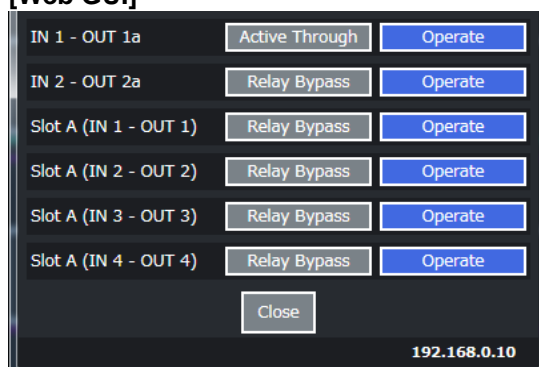 [Web GUI]
IN 1 - OUT 1a Active Through Operate
IN 2 - OUT 2a Relay Bypass Operate
Slot A (IN 1 - OUT 1) Relay Bypass Operate
Slot A (IN 2 - OUT 2) Relay Bypass Operate
Slot A (IN 3 - OUT 3) Relay Bypass Operate
Slot A (IN 4 - OUT 4) Relay Bypass Operate
Close
192.168.0.10